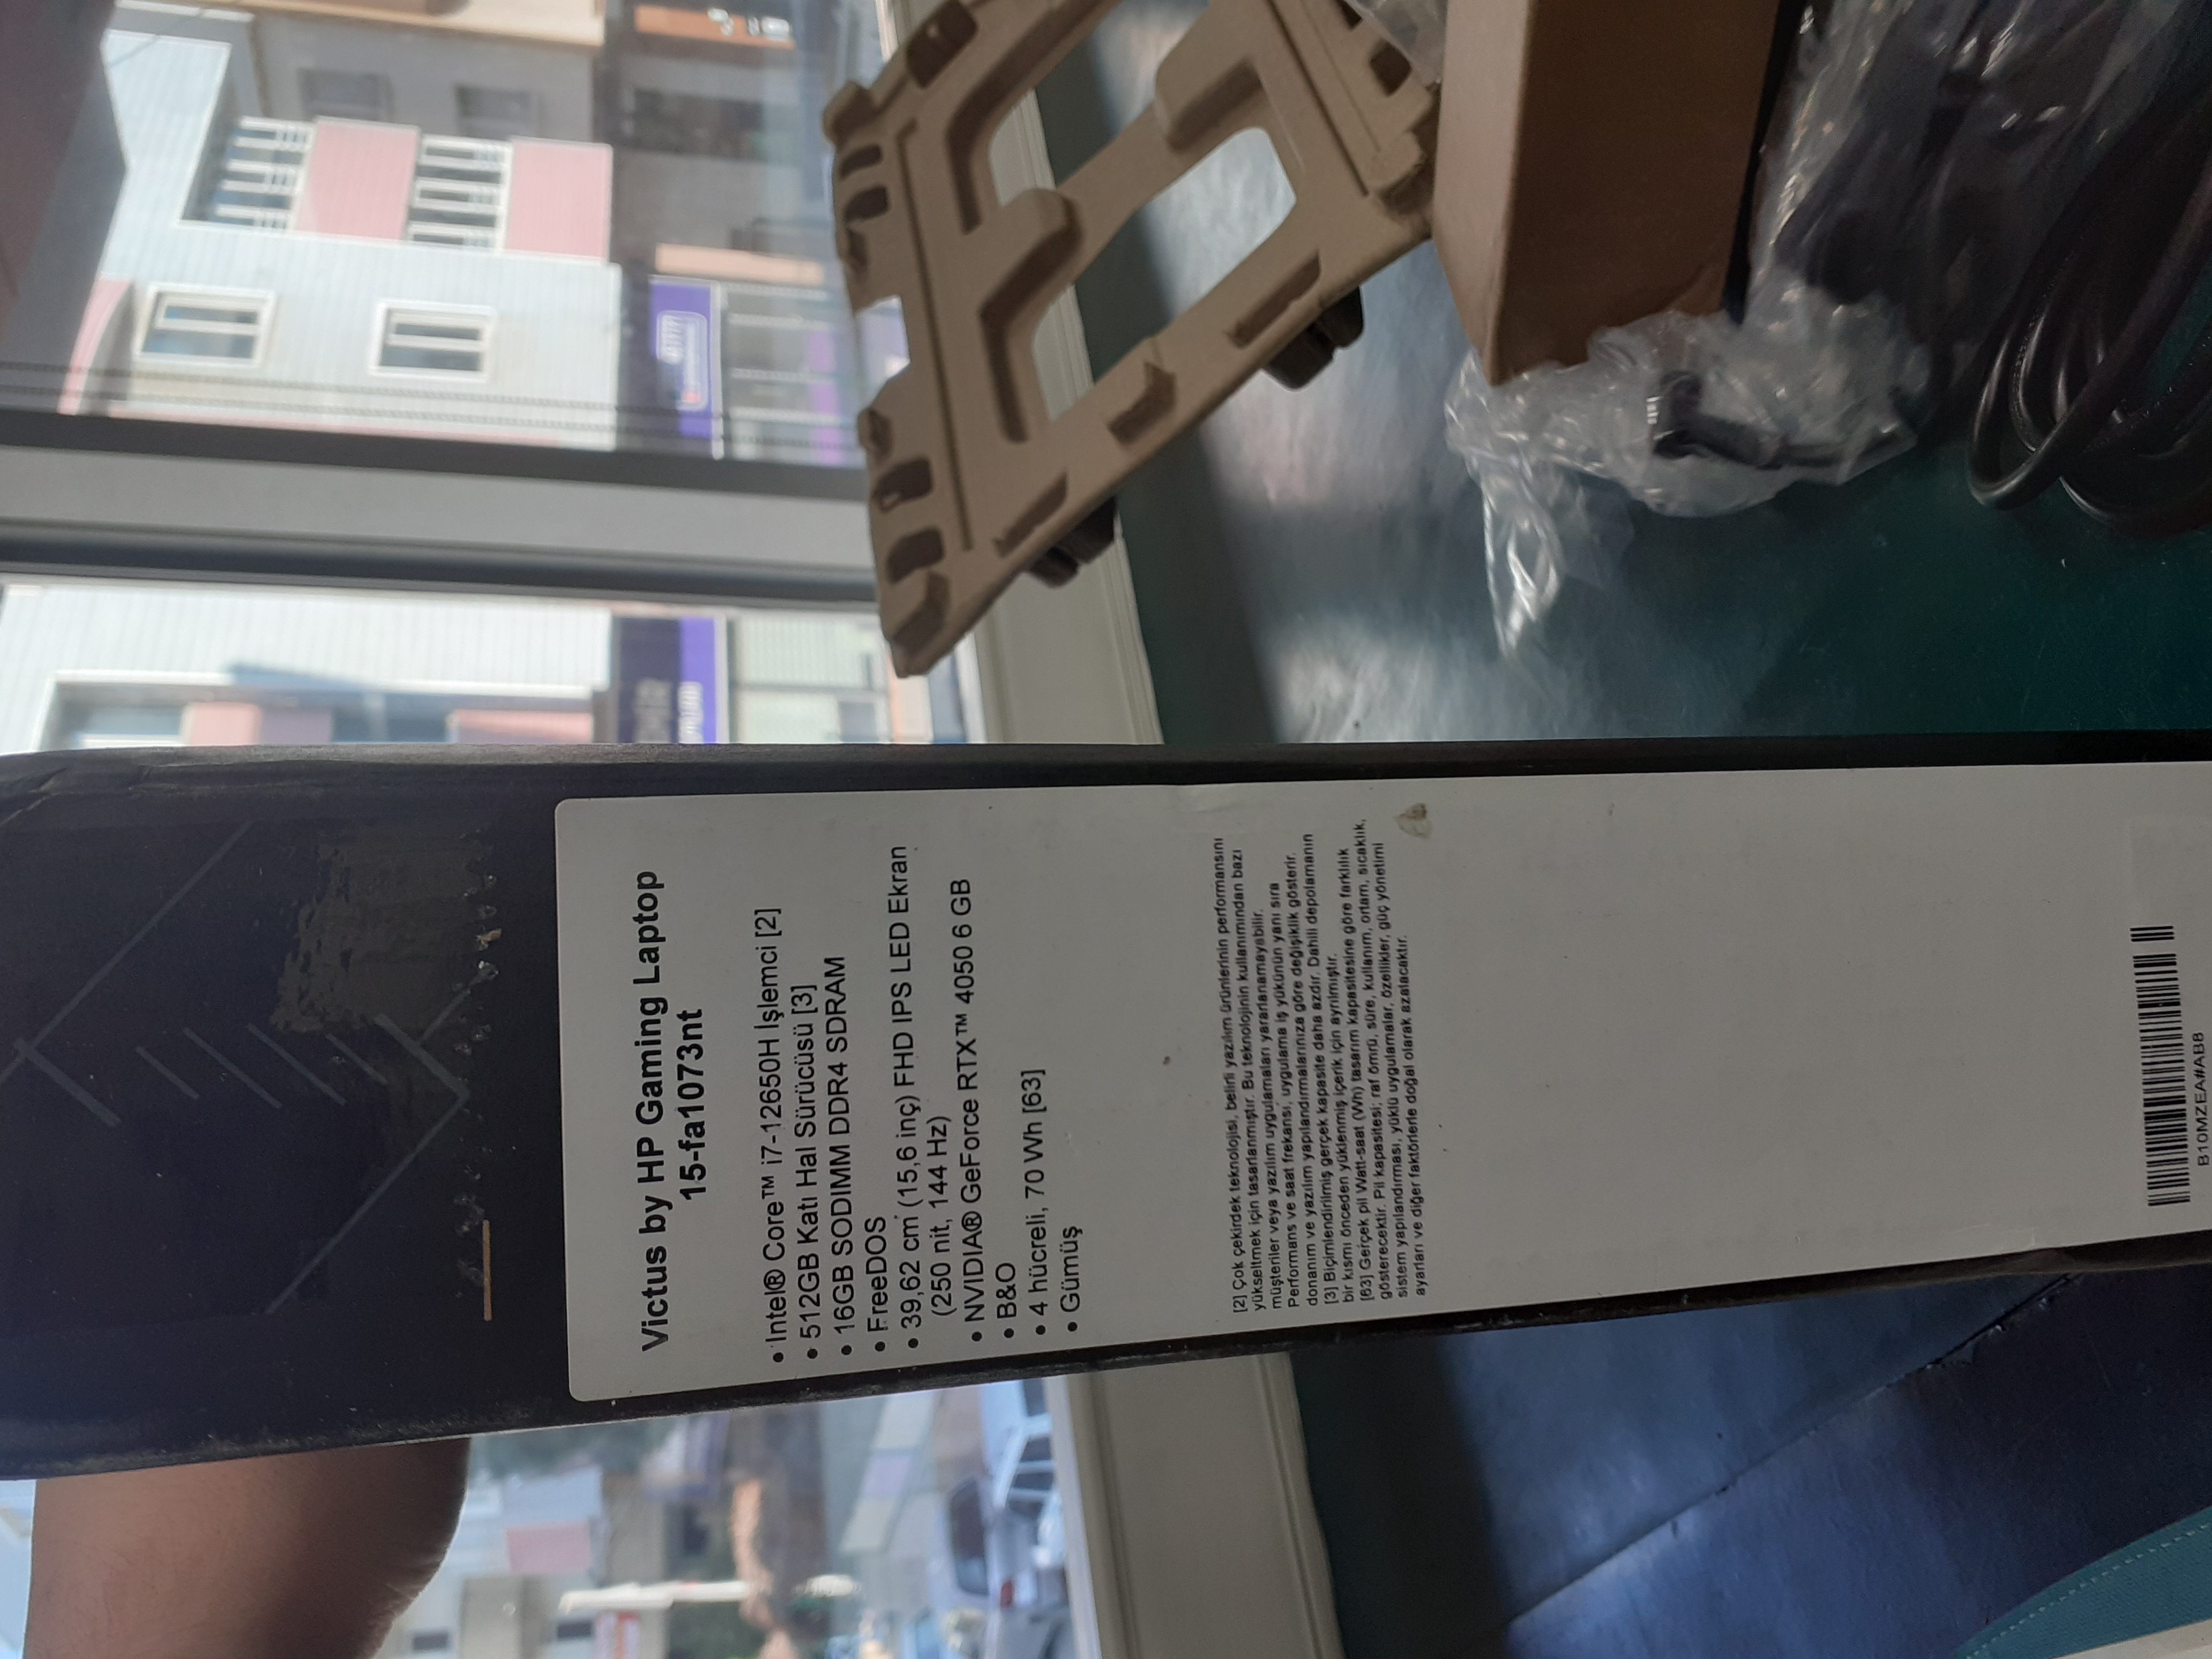 Victus by HP Gaming Laptop
15-fa1073nt
• Intel® Core™ i7-12650H İşlemci [2]
• 512GB Katı Hal Sürücüsü [3]
• 16GB SODIMM DDR4 SDRAM
• FreeDOS
• 39,62 cm (15,6 inç) FHD IPS LED Ekran
(250 nit, 144 Hz)
• NVIDIA® GeForce RTX™ 4050 6 GB
• B&O
• 4 hücreli, 70 Wh [63]
• Gümüş
[2] Çok çekirdek teknolojisi, belirli yazılım ürünlerinin performansını
yükseltmek için tasarlanmıştır. Bu teknolojinin kullanımından bazı
müşteriler veya yazılım uygulamaları yararlanamayabilir.
Performans ve saat frekansı, uygulama iş yükünün yanı sıra
donanım ve yazılım yapılandırmalarınıza göre değişiklik gösterir.
[3] Biçimlendirilmiş gerçek kapasite daha azdır. Dahili depolamanın
bir kısmı önceden yüklenmiş içerik için ayrılmıştır.
[63] Gerçek pil Watt-saat (Wh) tasarım kapasitesine göre farklılık
gösterecektir. Pil kapasitesi; raf ömrü, süre, kullanım, ortam, sıcaklık,
sistem yapılandırması, yüklü uygulamalar, özellikler, güç yönetimi
ayarları ve diğer faktörlerle doğal olarak azalacaktır.
B10MZEA#AB8